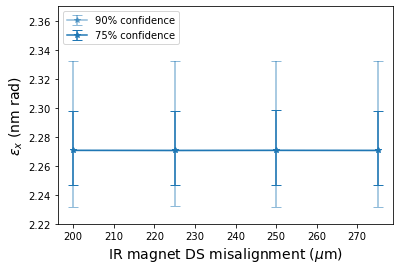 90% confidence
75% confidence
2.36
2.34
2.32
2.30
2.28
2.26
2.24
2.22
εx (nm rad)
200 210 220 230 240 250 260 270
IR magnet DS misalignment (μm)